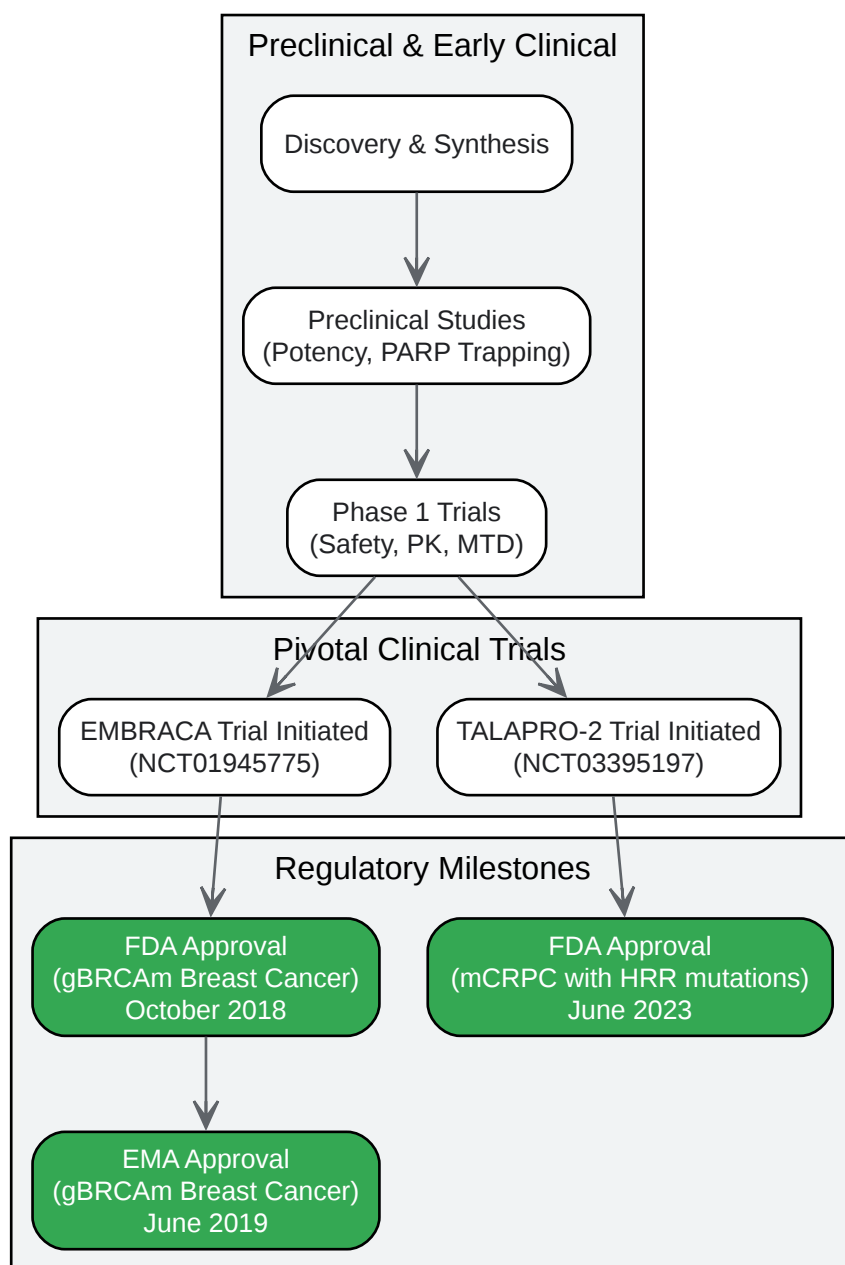 Preclinical & Early Clinical
Discovery & Synthesis
Preclinical Studies
(Potency, PARP Trapping)
Phase 1 Trials
(Safety, PK, MTD)
Pivotal Clinical Trials
EMBRACA Trial Initiated
(NCT01945775)
TALAPRO-2 Trial Initiated
(NCT03395197)
Regulatory Milestones
FDA Approval
(gBRCAm Breast Cancer)
October 2018
FDA Approval
(mCRPC with HRR mutations)
June 2023
EMA Approval
(gBRCAm Breast Cancer)
June 2019